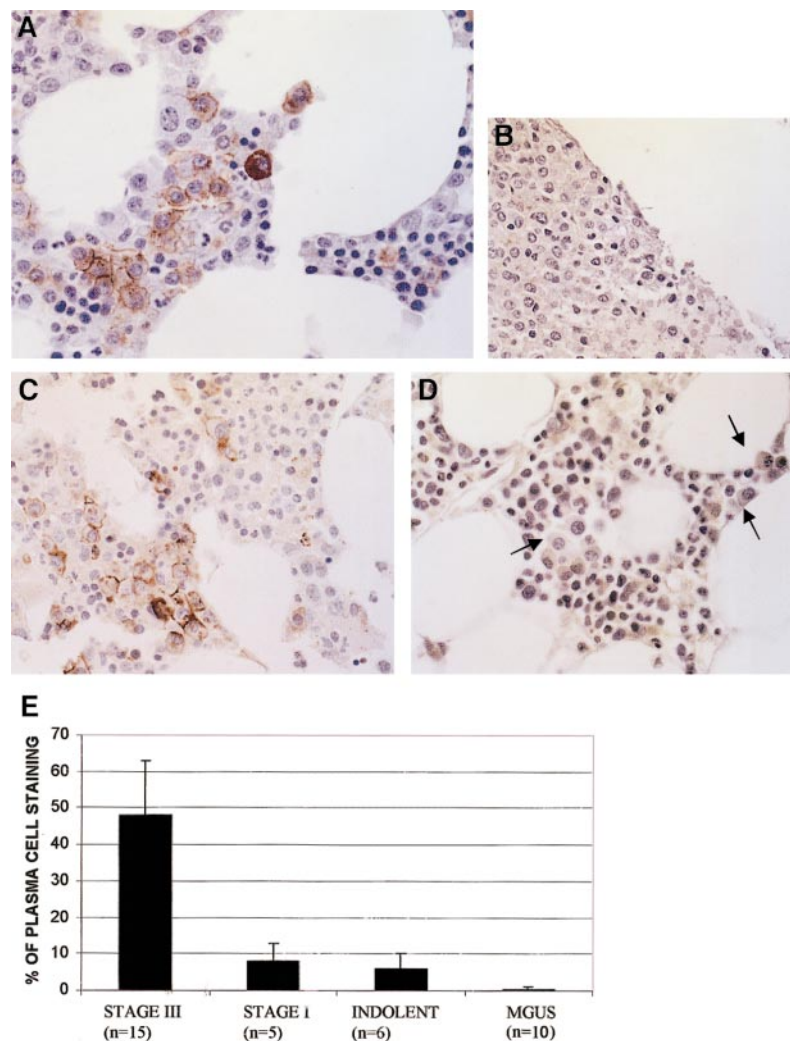 A
B
C
D
E
% OF PLASMA CELL STAINING
70
60
50
40
30
20
10
0
STAGE III STAGE I INDOLENT MGUS
(n=15) (n=5) (n=6) (n=10)